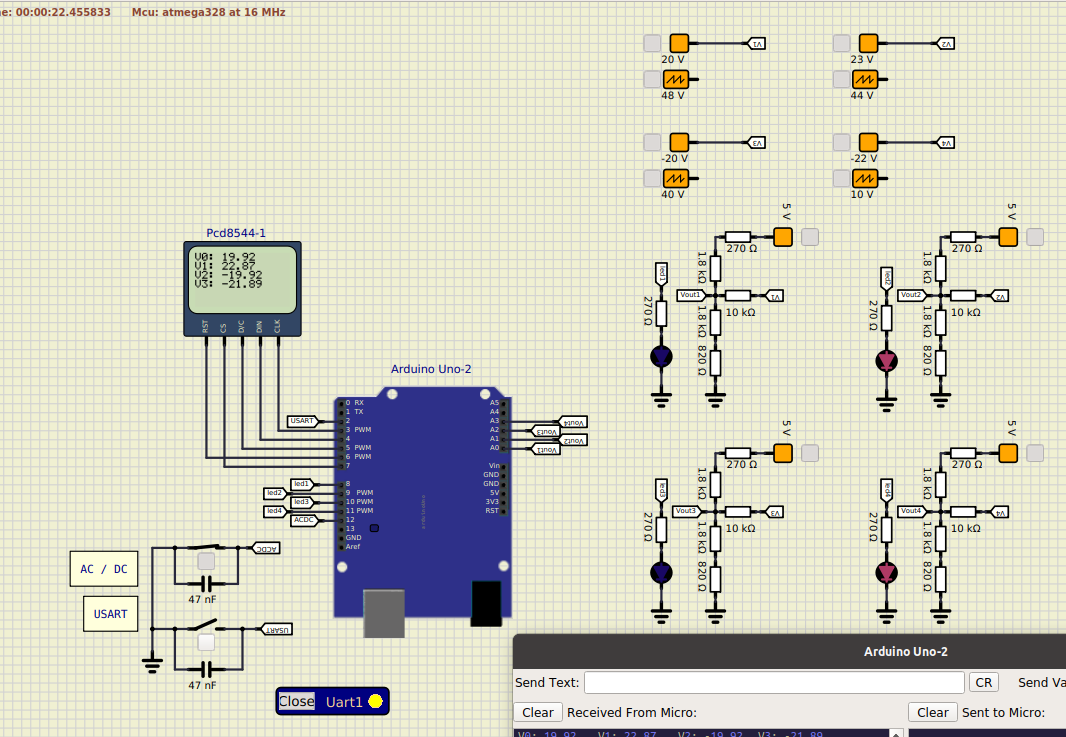 e: 00:00:22.455833 Mcu: atmega328 at 16 MHz
V1
V2
20 V
23 V
48 V
44 V
V3
V4
-20 V
-22 V
40 V
10 V
Pcd8544-1
V0: 19.92
V1: 22.87
V2: -19.92
V3: -21.89
RST CS D/C DIN CLK
5 V
270 Ω
1.8 kΩ
led1
Vout1
V1
10 kΩ
270 Ω
1.8 kΩ
820 Ω
5 V
270 Ω
1.8 kΩ
led2
Vout2
V2
10 kΩ
270 Ω
1.8 kΩ
820 Ω
Arduino Uno-2
0 RX
1 TX
2
3 PWM
4
5 PWM
6 PWM
7
8
9 PWM
10 PWM
11 PWM
12
13
GND
Aref
A5
A4
A3
A2
A1
A0
Vin
GND
GND
5V
3V3
RST
USART
led1
led2
led3
led4
ACDC
Vout4
Vout3
Vout2
Vout1
5 V
270 Ω
1.8 kΩ
led3
Vout3
V3
10 kΩ
270 Ω
1.8 kΩ
820 Ω
5 V
270 Ω
1.8 kΩ
led4
Vout4
V4
10 kΩ
270 Ω
1.8 kΩ
820 Ω
AC / DC
ACDC
47 nF
USART
USART
47 nF
Close Uart1
Arduino Uno-2
Send Text: CR Send Va
Clear Received From Micro: Clear Sent to Micro:
V0: 19.92 V1: 22.87 V2: -19.92 V3: -21.89